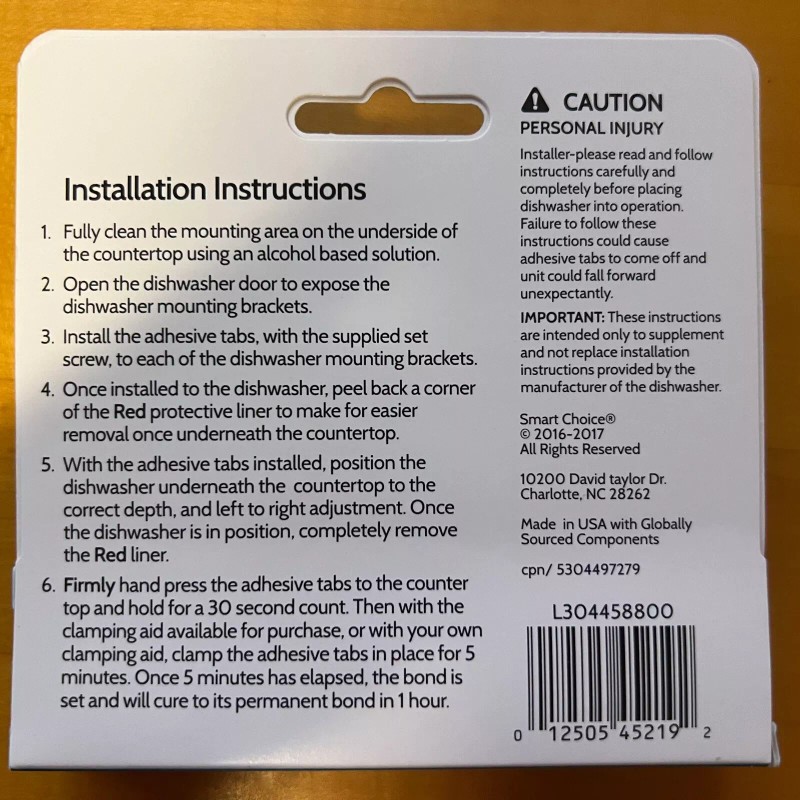 Installation Instructions
1. Fully clean the mounting area on the underside of
the countertop using an alcohol based solution.
2. Open the dishwasher door to expose the
dishwasher mounting brackets.
3. Install the adhesive tabs, with the supplied set
screw, to each of the dishwasher mounting brackets.
4. Once installed to the dishwasher, peel back a corner
of the Red protective liner to make for easier
removal once underneath the countertop.
5. With the adhesive tabs installed, position the
dishwasher underneath the countertop to the
correct depth, and left to right adjustment. Once
the dishwasher is in position, completely remove
the Red liner.
6. Firmly hand press the adhesive tabs to the counter
top and hold for a 30 second count. Then with the
clamping aid available for purchase, or with your own
clamping aid, clamp the adhesive tabs in place for 5
minutes. Once 5 minutes has elapsed, the bond is
set and will cure to its permanent bond in 1 hour.
CAUTION
PERSONAL INJURY
Installer-please read and follow
instructions carefully and
completely before placing
dishwasher into operation.
Failure to follow these
instructions could cause
adhesive tabs to come off and
unit could fall forward
unexpectantly.
IMPORTANT: These instructions
are intended only to supplement
and not replace installation
instructions provided by the
manufacturer of the dishwasher.
Smart Choice®
© 2016-2017
All Rights Reserved
10200 David taylor Dr.
Charlotte, NC 28262
Made in USA with Globally
Sourced Components
cpn/ 5304497279
L304458800
0 12505 45219 2